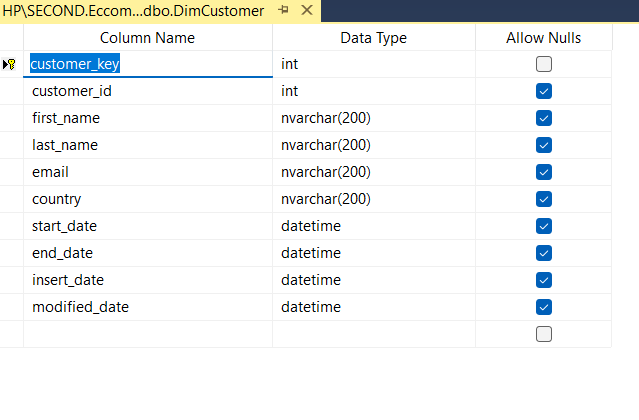 HP\SECOND.Eccom...dbo.DimCustomer
Column Name Data Type Allow Nulls
customer_key int
customer_id int
first_name nvarchar(200)
last_name nvarchar(200)
email nvarchar(200)
country nvarchar(200)
start_date datetime
end_date datetime
insert_date datetime
modified_date datetime